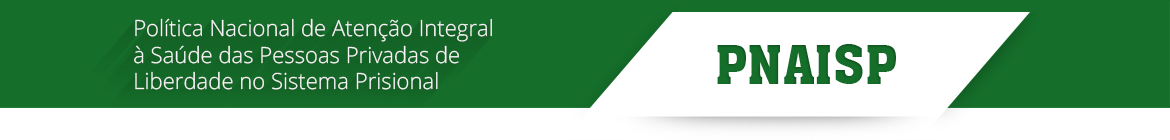 Política Nacional de Atenção Integral
à Saúde das Pessoas Privadas de
Liberdade no Sistema Prisional
PNAISP